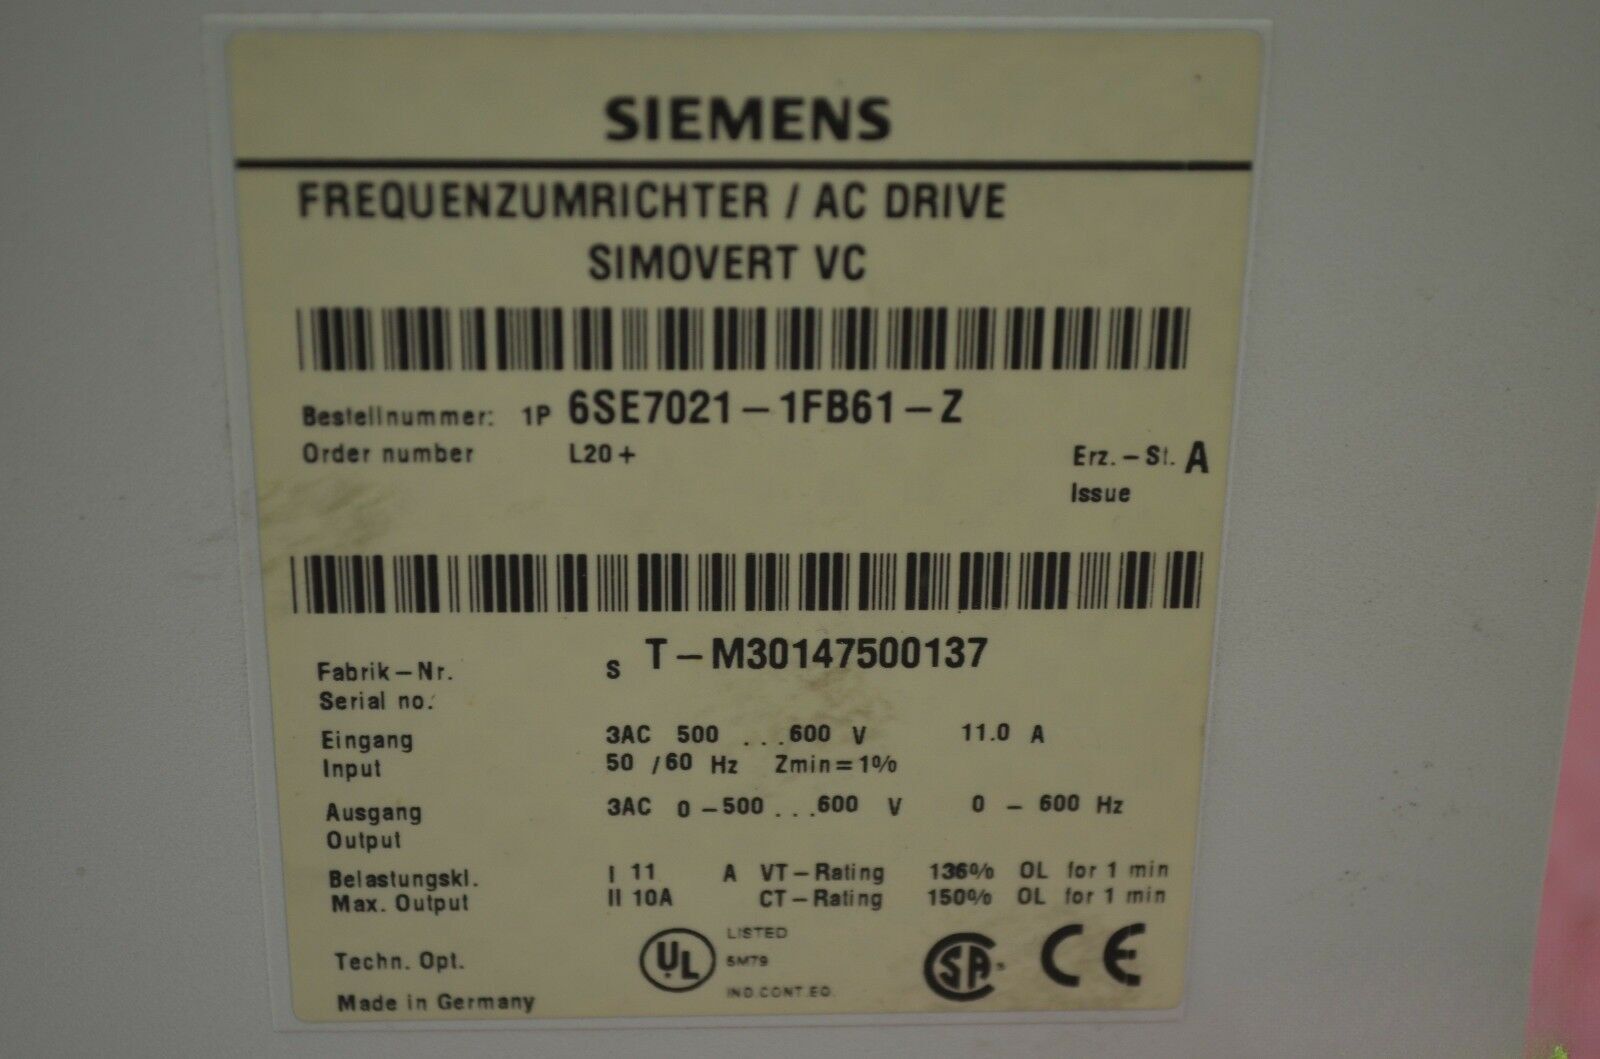 SIEMENS
FREQUENZUMRICHTER / AC DRIVE
SIMOVERT VC
Bestellnummer: 1P 6SE7021-1FB61-Z
Order number L20+ Erz.-St. A
Issue
Fabrik-Nr. S T-M30147500137
Serial no.
Eingang 3AC 500 ...600 V 11.0 A
Input 50 /60 Hz Zmin=1%
Ausgang 3AC 0-500...600 V 0 - 600 Hz
Output
Belastungskl. I 11 A VT-Rating 136% OL for 1 min
Max. Output II 10A CT-Rating 150% OL for 1 min
LISTED
Techn. Opt. UL 5M79 SA CE
IND.CONT.EQ.
Made in Germany